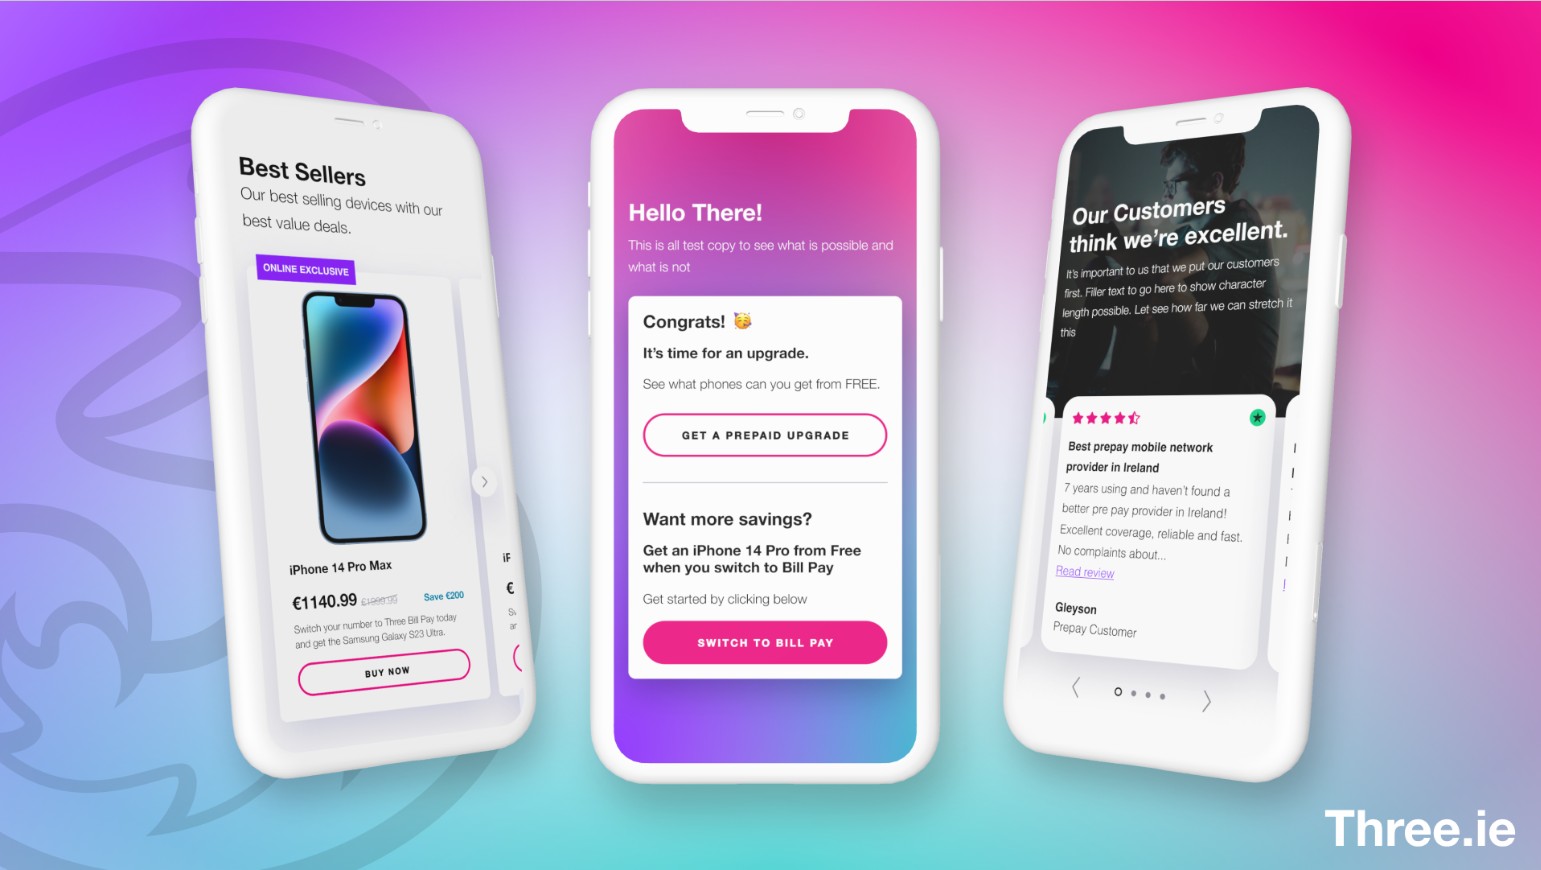 Best Sellers
Our best selling devices with our
best value deals.
ONLINE EXCLUSIVE
iPhone 14 Pro Max
€1140.99 Save €200
Switch your number to Three Bill Pay today
and get the Samsung Galaxy S23 Ultra.
BUY NOW
iP
€
Hello There!
This is all test copy to see what is possible and
what is not
Congrats! 🥳
It's time for an upgrade.
See what phones can you get from FREE.
GET A PREPAID UPGRADE
Want more savings?
Get an iPhone 14 Pro from Free
when you switch to Bill Pay
Get started by clicking below
SWITCH TO BILL PAY
Our Customers
think we're excellent.
It's important to us that we put our customers
first. Filler text to go here to show character
length possible. Let see how far we can stretch it
this
Best prepay mobile network
provider in Ireland
7 years using and haven't found a
better pre pay provider in Ireland!
Excellent coverage, reliable and fast.
No complaints about...
Read review
Gleyson
Prepay Customer
Three.ie